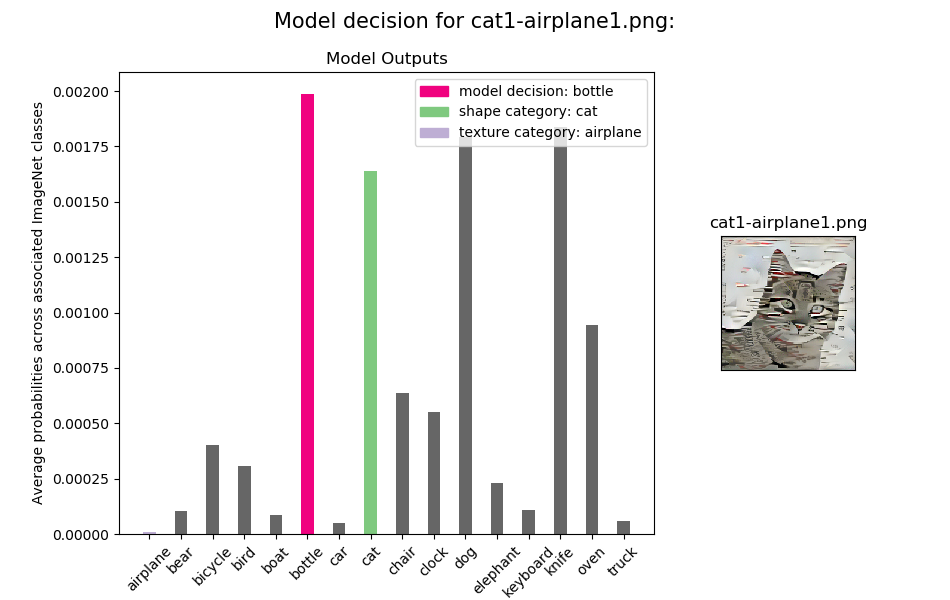 Model decision for cat1-airplane1.png:
Model Outputs
model decision: bottle
shape category: cat
texture category: airplane
Average probabilities across associated ImageNet classes
0.00200
0.00175
0.00150
0.00125
0.00100
0.00075
0.00050
0.00025
0.00000
airplane
bear
bicycle
bird
boat
bottle
car
cat
chair
clock
dog
elephant
keyboard
knife
oven
truck
cat1-airplane1.png